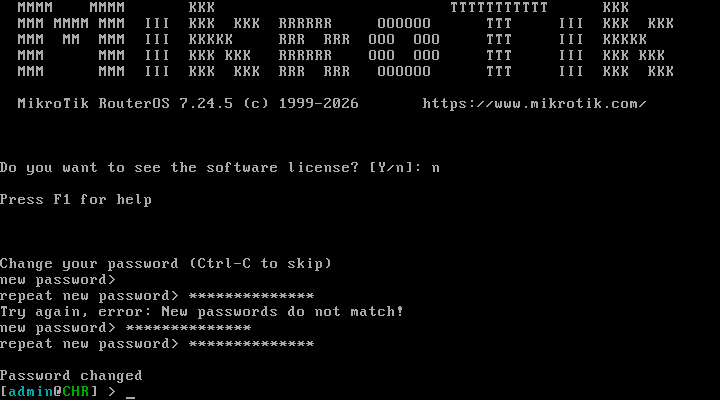 MMMM    MMMM       KKK                          TTTTTTTTTTT      KKK
MMM MMMM MMM  III  KKK  KKK  RRRRRR     OOOOOO      TTT     III  KKK  KKK
MMM  MM  MMM  III  KKKKK     RRR  RRR  OOO  OOO     TTT     III  KKKKK
MMM      MMM  III  KKK KKK   RRRRRR    OOO  OOO     TTT     III  KKK KKK
MMM      MMM  III  KKK  KKK  RRR  RRR   OOOOOO      TTT     III  KKK  KKK
MikroTik RouterOS 7.24.5 (c) 1999-2026       https://www.mikrotik.com/
Do you want to see the software license? [Y/n]: n
Press F1 for help
Change your password (Ctrl-C to skip)
new password>
repeat new password> **************
Try again, error: New passwords do not match!
new password> **************
repeat new password> **************
Password changed
[admin@CHR] > _